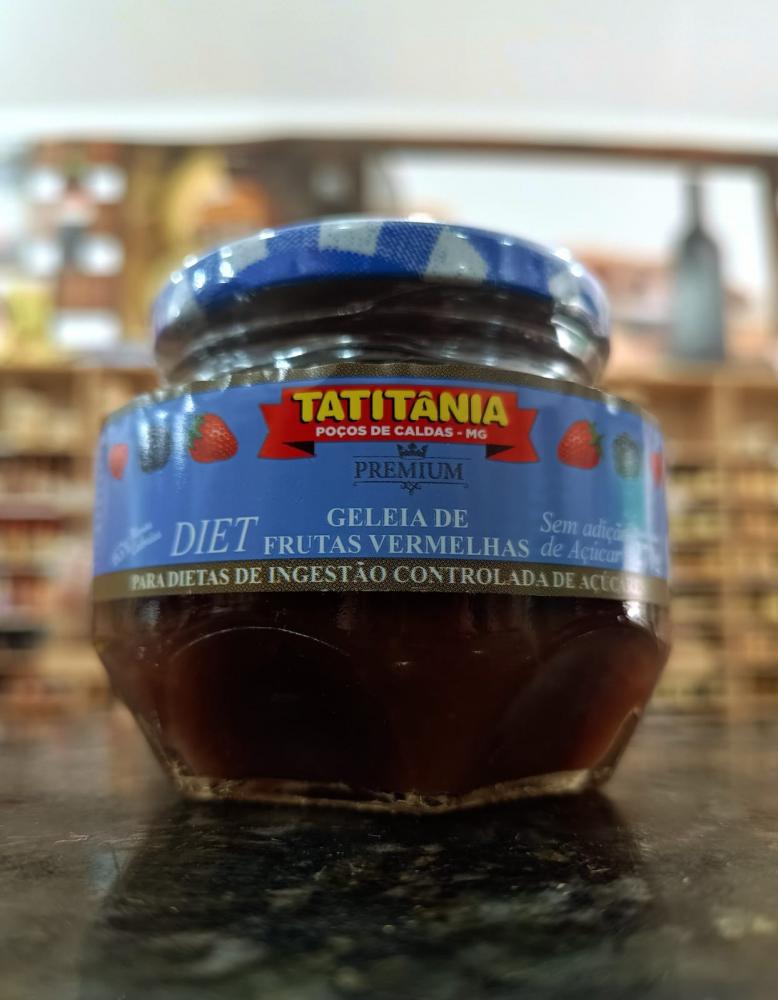 TATITÂNIA
POÇOS DE CALDAS - MG
PREMIUM
DIET
GELEIA DE
FRUTAS VERMELHAS
Sem adição
de Açúcar
PARA DIETAS DE INGESTÃO CONTROLADA DE AÇÚCARES